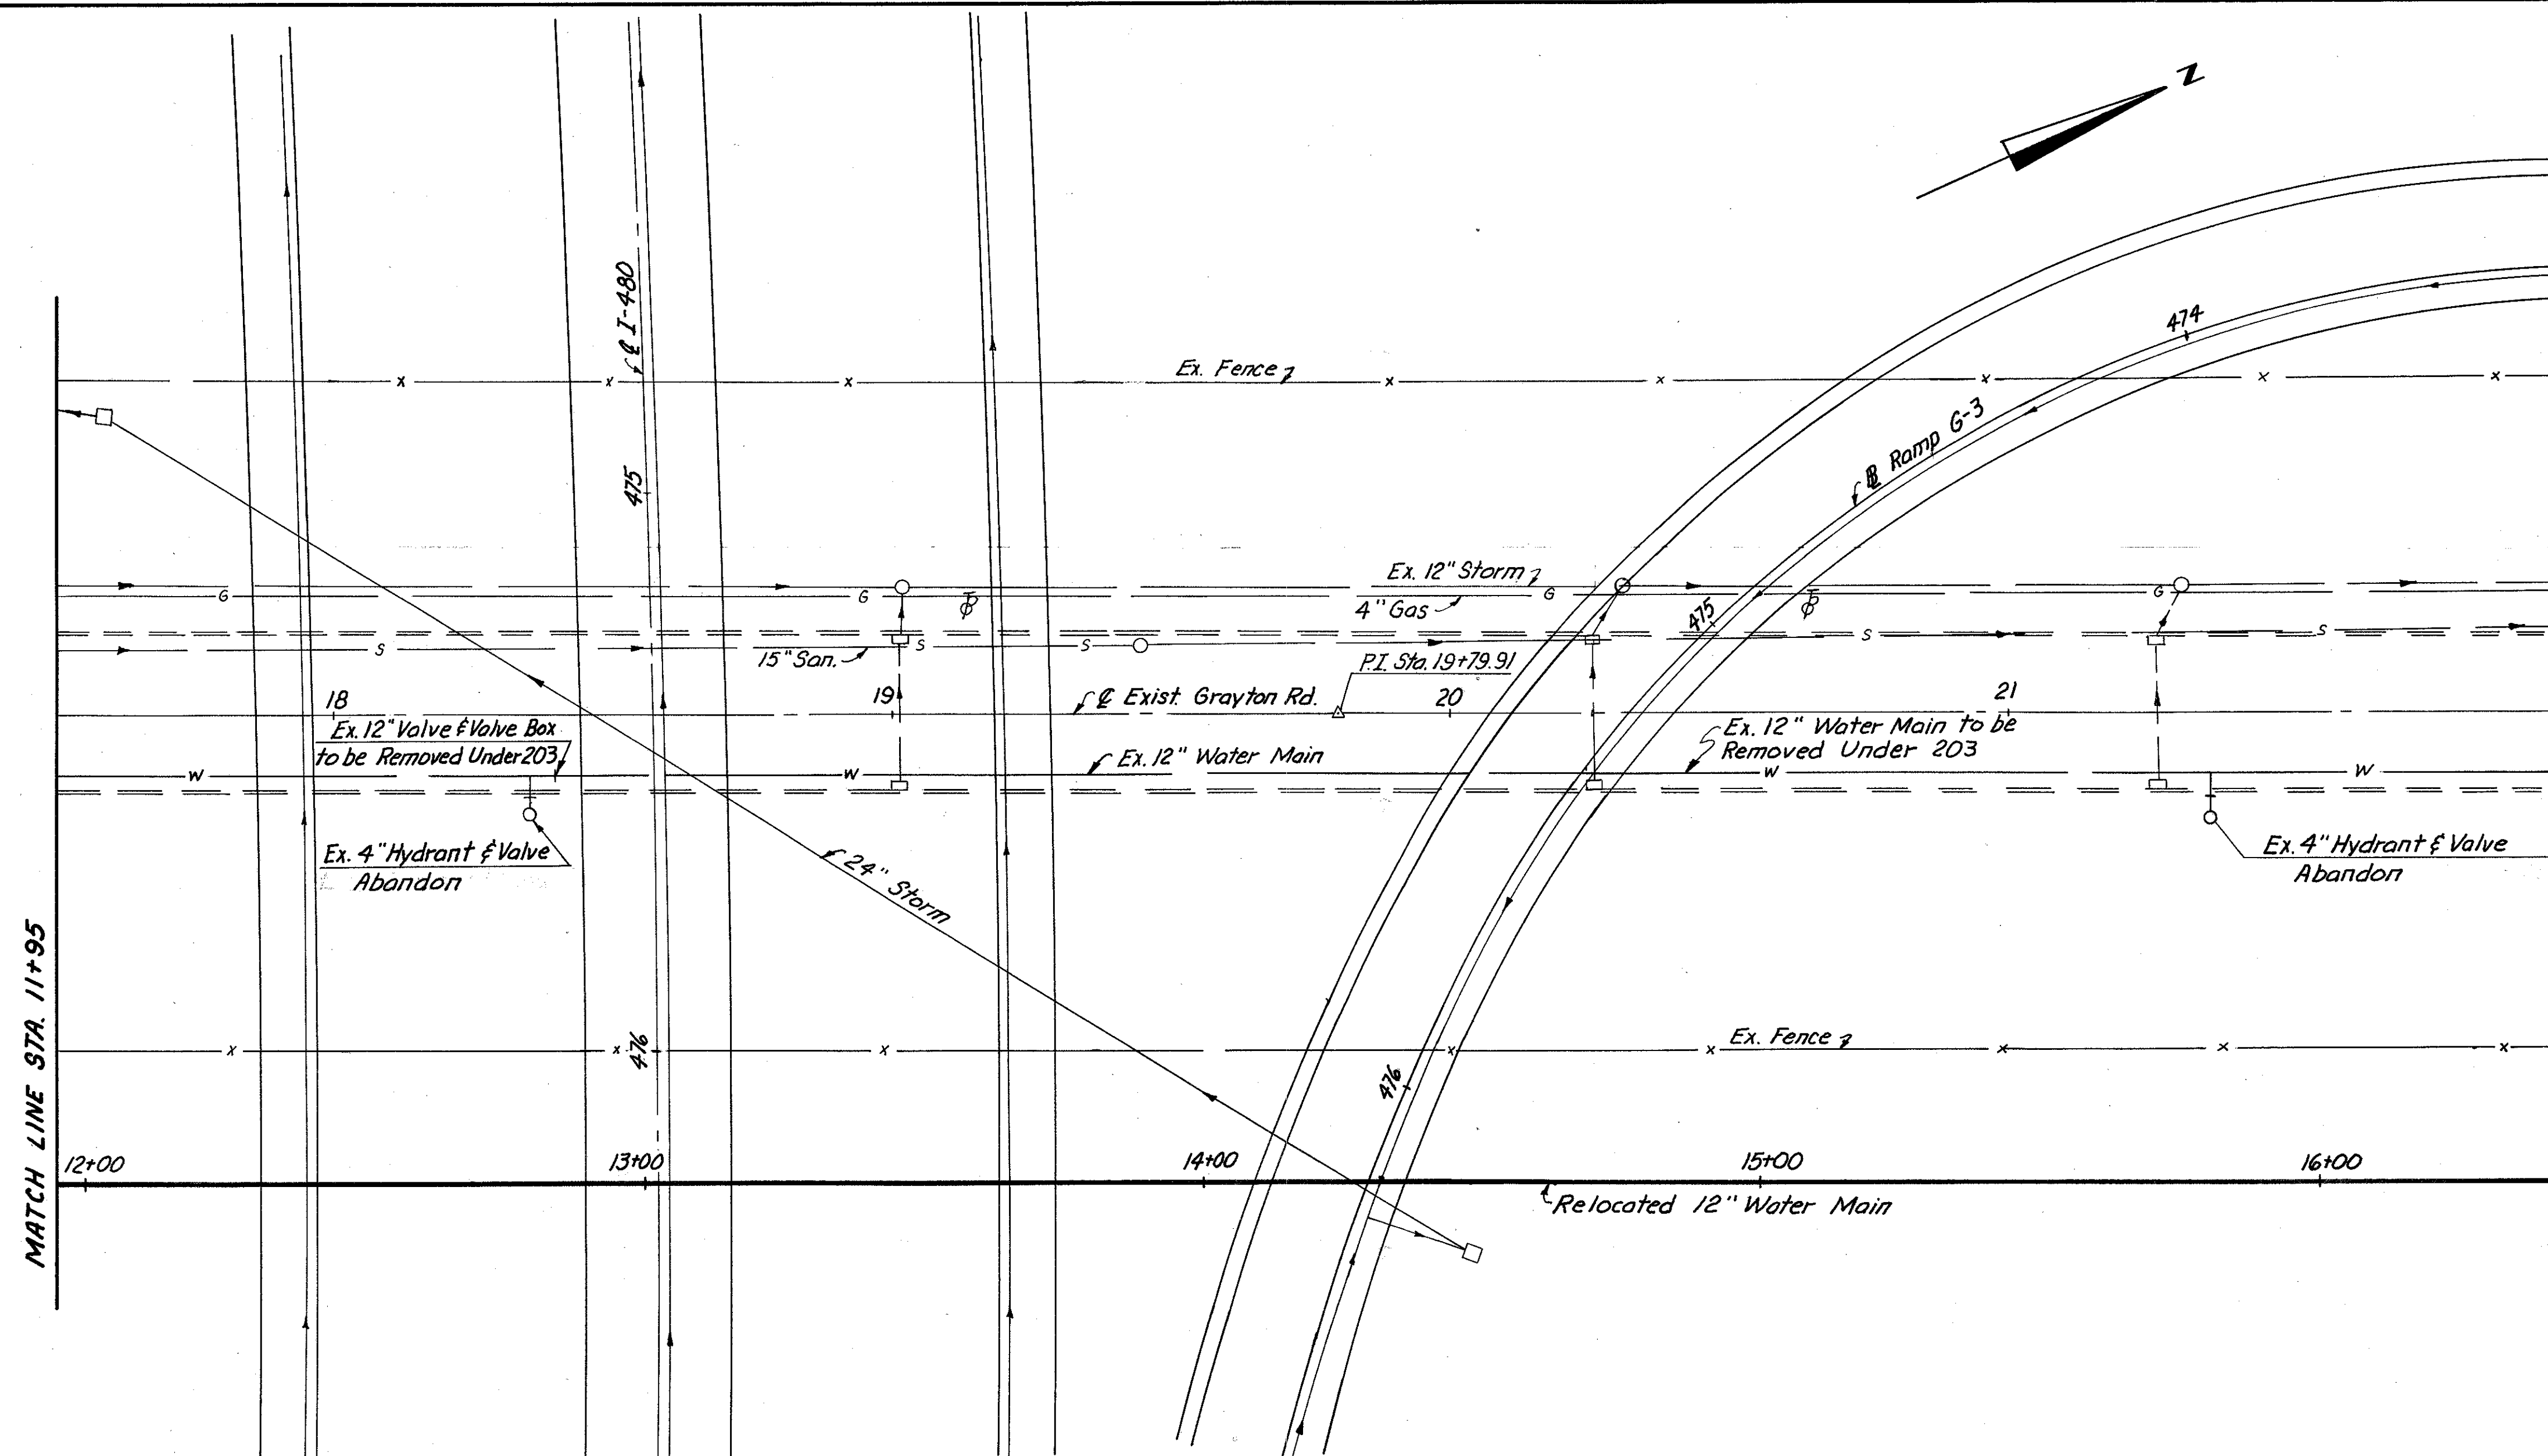 N
474
℄ I-480
Ex. Fence
℄ Ramp G-3
475
Ex. 12" Storm
G
G
G
G
4" Gas
475
S
S
S
S
S
15" San.
P.I. Sta. 19+79.91
18
19
℄ Exist. Grayton Rd.
20
21
Ex. 12" Valve & Valve Box
to be Removed Under 203
Ex. 12" Water Main
Ex. 12" Water Main to be
Removed Under 203
W
W
W
W
Ex. 4" Hydrant & Valve
Abandon
24" Storm
Ex. 4" Hydrant & Valve
Abandon
MATCH LINE STA. 11+95
476
Ex. Fence
476
12+00
13+00
14+00
15+00
16+00
Relocated 12" Water Main